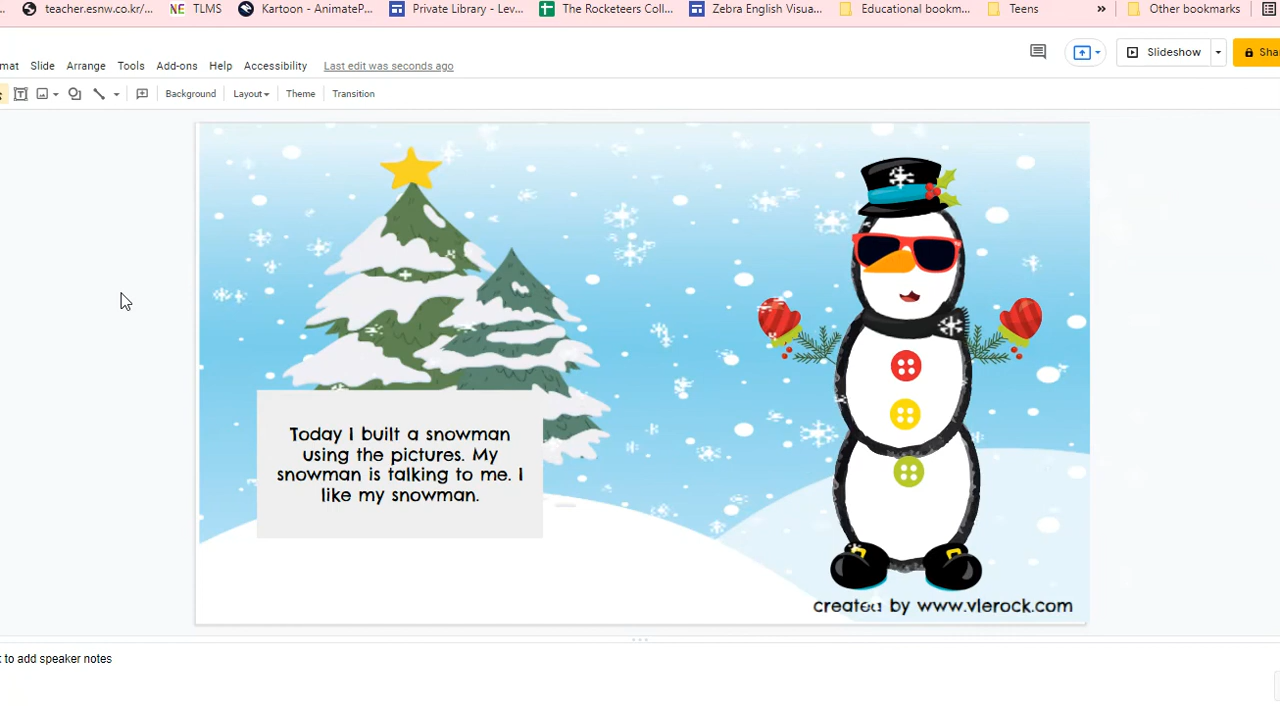 teacher.esnw.co.kr/... TLMS Kartoon - AnimateP... Private Library - Lev... The Rocketeers Coll... Zebra English Visua... Educational bookm... Teens » Other bookmarks
mat Slide Arrange Tools Add-ons Help Accessibility Last edit was seconds ago Slideshow Sha
Background Layout Theme Transition
Today I built a snowman
using the pictures. My
snowman is talking to me. I
like my snowman.
created by www.vlerock.com
to add speaker notes